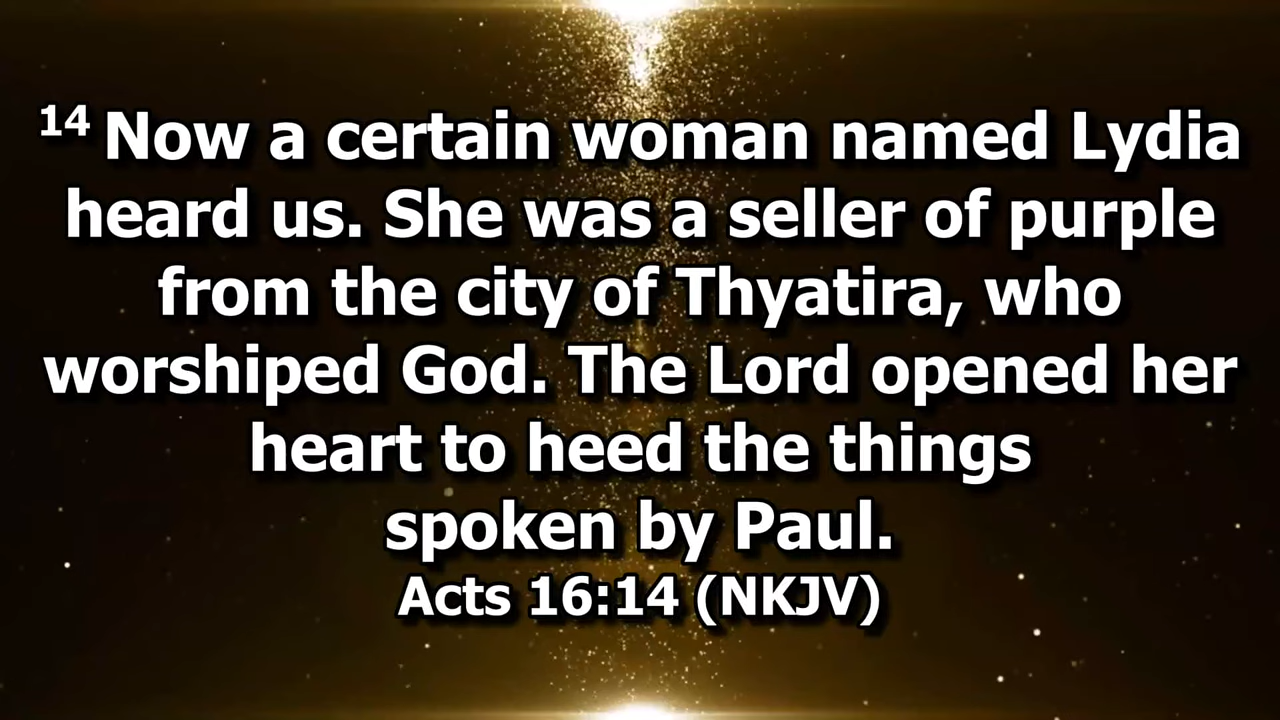 14 Now a certain woman named Lydia
heard us. She was a seller of purple
from the city of Thyatira, who
worshiped God. The Lord opened her
heart to heed the things
spoken by Paul.
Acts 16:14 (NKJV)